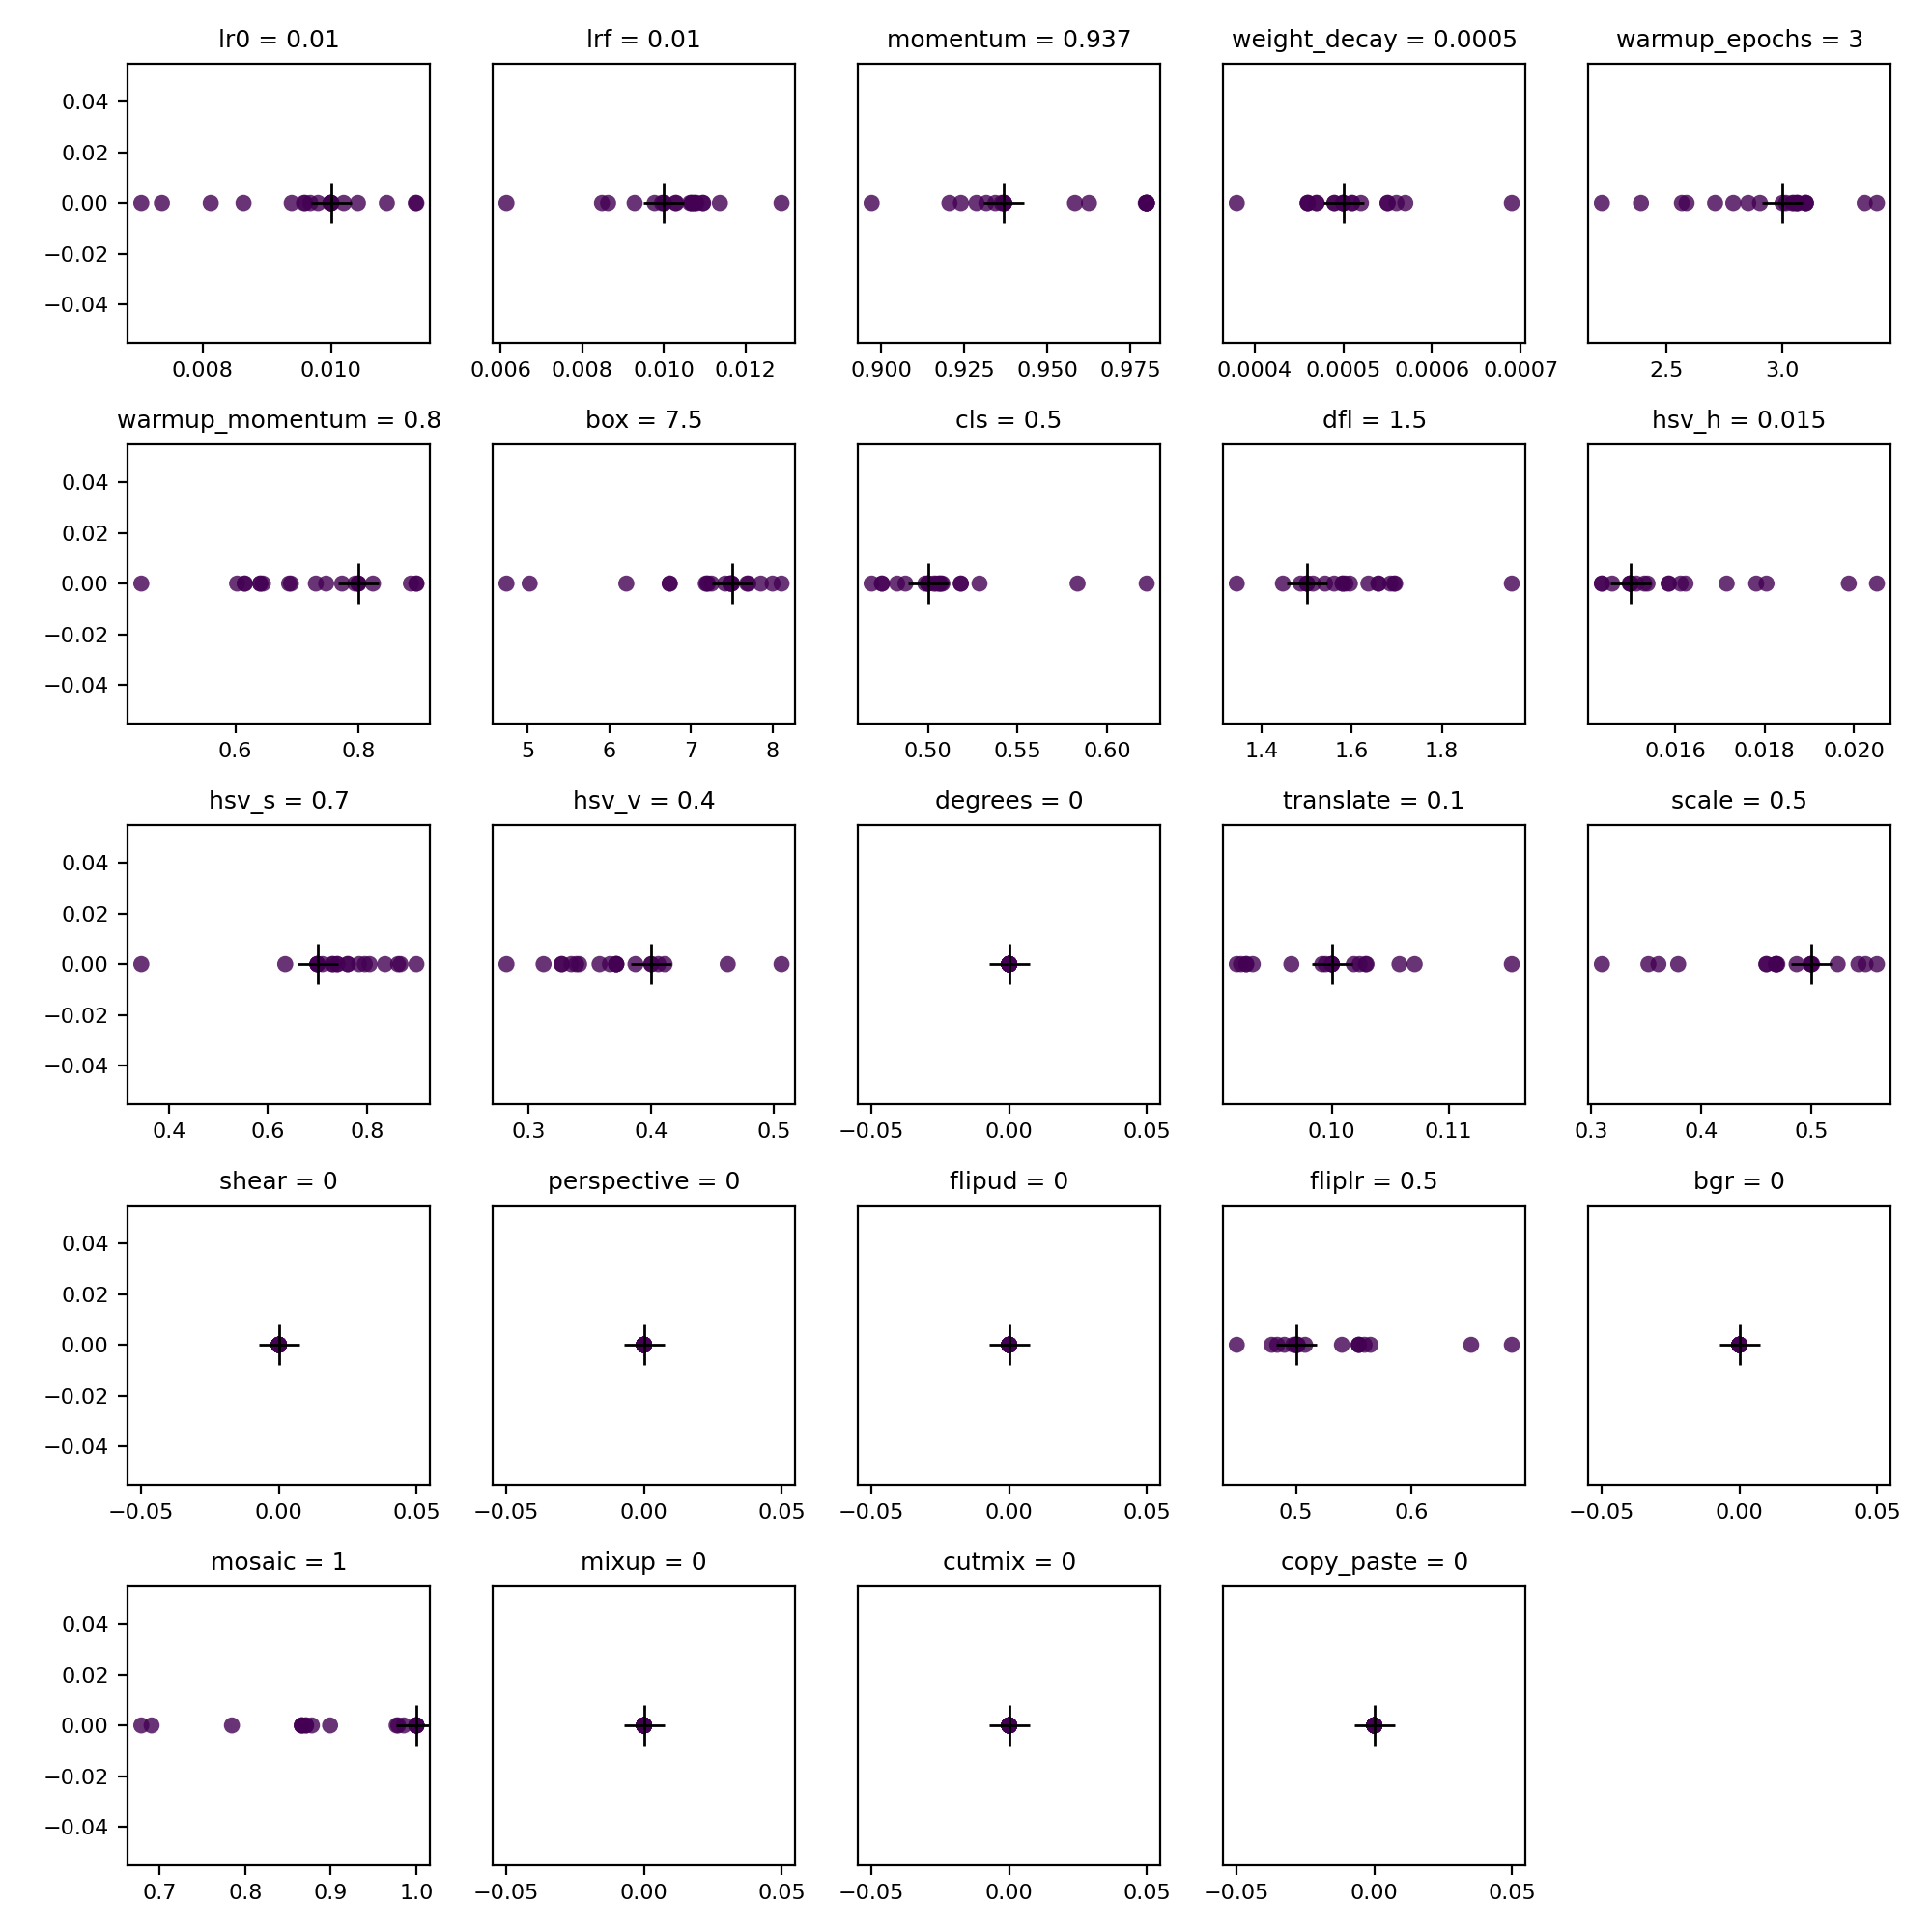 lr0 = 0.01 lrf = 0.01 momentum = 0.937 weight_decay = 0.0005 warmup_epochs = 3
0.04
0.02
0.00
−0.02
−0.04
0.008 0.010 0.006 0.008 0.010 0.012 0.900 0.925 0.950 0.975 0.0004 0.0005 0.0006 0.0007 2.5 3.0
warmup_momentum = 0.8 box = 7.5 cls = 0.5 dfl = 1.5 hsv_h = 0.015
0.04
0.02
0.00
−0.02
−0.04
0.6 0.8 5 6 7 8 0.50 0.55 0.60 1.4 1.6 1.8 0.016 0.018 0.020
hsv_s = 0.7 hsv_v = 0.4 degrees = 0 translate = 0.1 scale = 0.5
0.04
0.02
0.00
−0.02
−0.04
0.4 0.6 0.8 0.3 0.4 0.5 −0.05 0.00 0.05 0.10 0.11 0.3 0.4 0.5
shear = 0 perspective = 0 flipud = 0 fliplr = 0.5 bgr = 0
0.04
0.02
0.00
−0.02
−0.04
−0.05 0.00 0.05 −0.05 0.00 0.05 −0.05 0.00 0.05 0.5 0.6 −0.05 0.00 0.05
mosaic = 1 mixup = 0 cutmix = 0 copy_paste = 0
0.04
0.02
0.00
−0.02
−0.04
0.7 0.8 0.9 1.0 −0.05 0.00 0.05 −0.05 0.00 0.05 −0.05 0.00 0.05